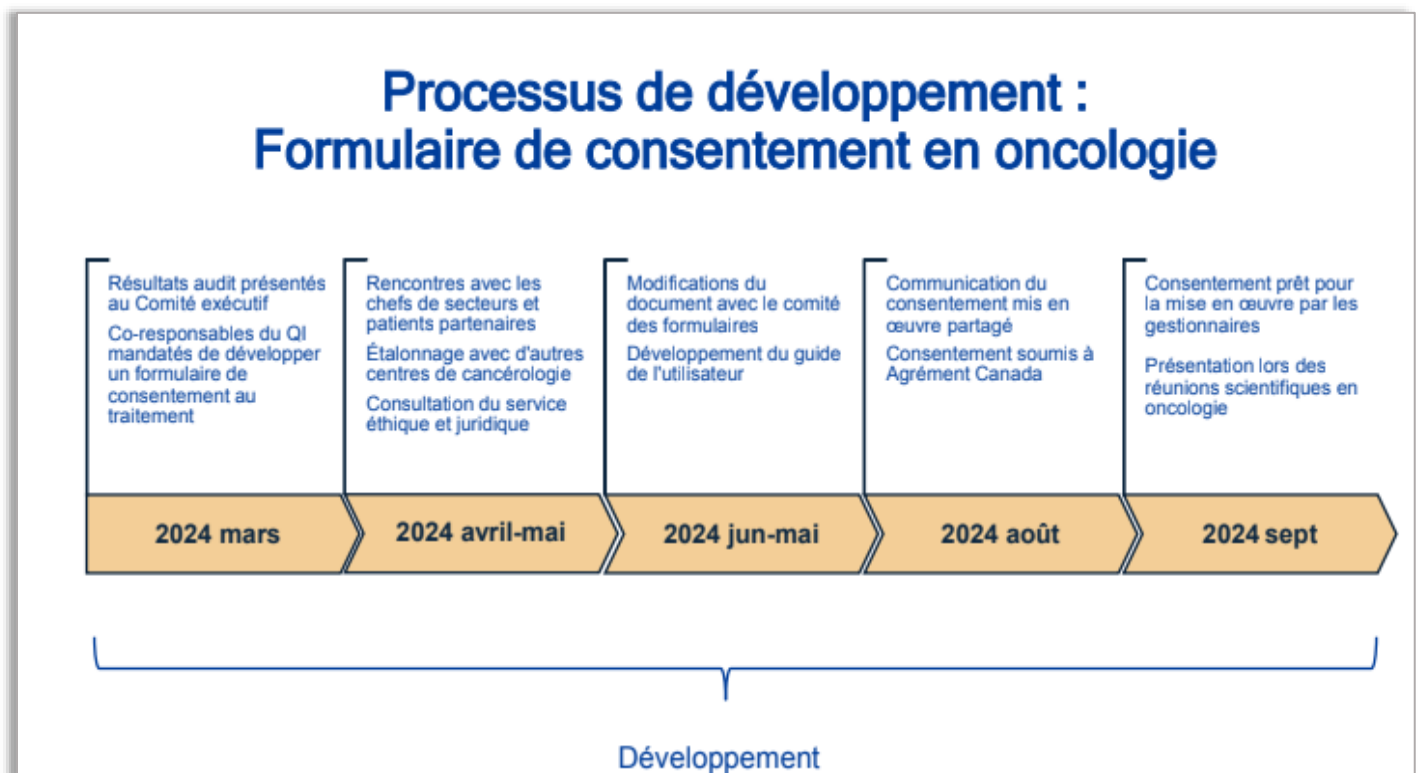 Processus de développement :
Formulaire de consentement en oncologie
Résultats audit présentés
au Comité exécutif
Co-responsables du QI
mandatés de développer
un formulaire de
consentement au
traitement
Rencontres avec les
chefs de secteurs et
patients partenaires
Étalonnage avec d'autres
centres de cancérologie
Consultation du service
éthique et juridique
Modifications du
document avec le comité
des formulaires
Développement du guide
de l'utilisateur
Communication du
consentement mis en
œuvre partagé
Consentement soumis à
Agrément Canada
Consentement prêt pour
la mise en œuvre par les
gestionnaires
Présentation lors des
réunions scientifiques en
oncologie
2024 mars
2024 avril-mai
2024 jun-mai
2024 août
2024 sept
Développement